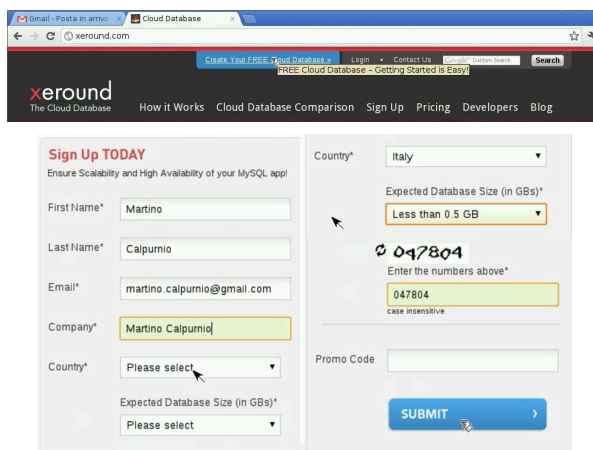 Gmail - Posta in arrivo
Cloud Database
xeround.com
Create Your FREE Cloud Database »
Login • Contact Us
Google™ Custom Search
Search
FREE Cloud Database – Getting Started is Easy!
xeround
The Cloud Database
How it Works Cloud Database Comparison Sign Up Pricing Developers Blog
Sign Up TODAY
Ensure Scalability and High Availability of your MySQL app!
First Name* Martino
Last Name* Calpurnio
Email* martino.calpurnio@gmail.com
Company* Martino Calpurnio
Country* Please select
Expected Database Size (in GBs)*
Please select
Country* Italy
Expected Database Size (in GBs)*
Less than 0.5 GB
047804
Enter the numbers above*
047804
case insensitive
Promo Code
SUBMIT